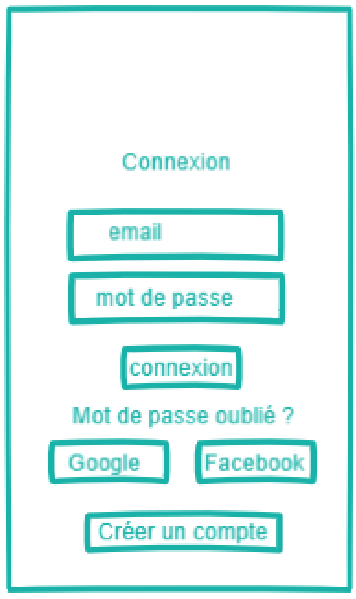 Connexion
email
mot de passe
connexion
Mot de passe oublié ?
Google
Facebook
Créer un compte